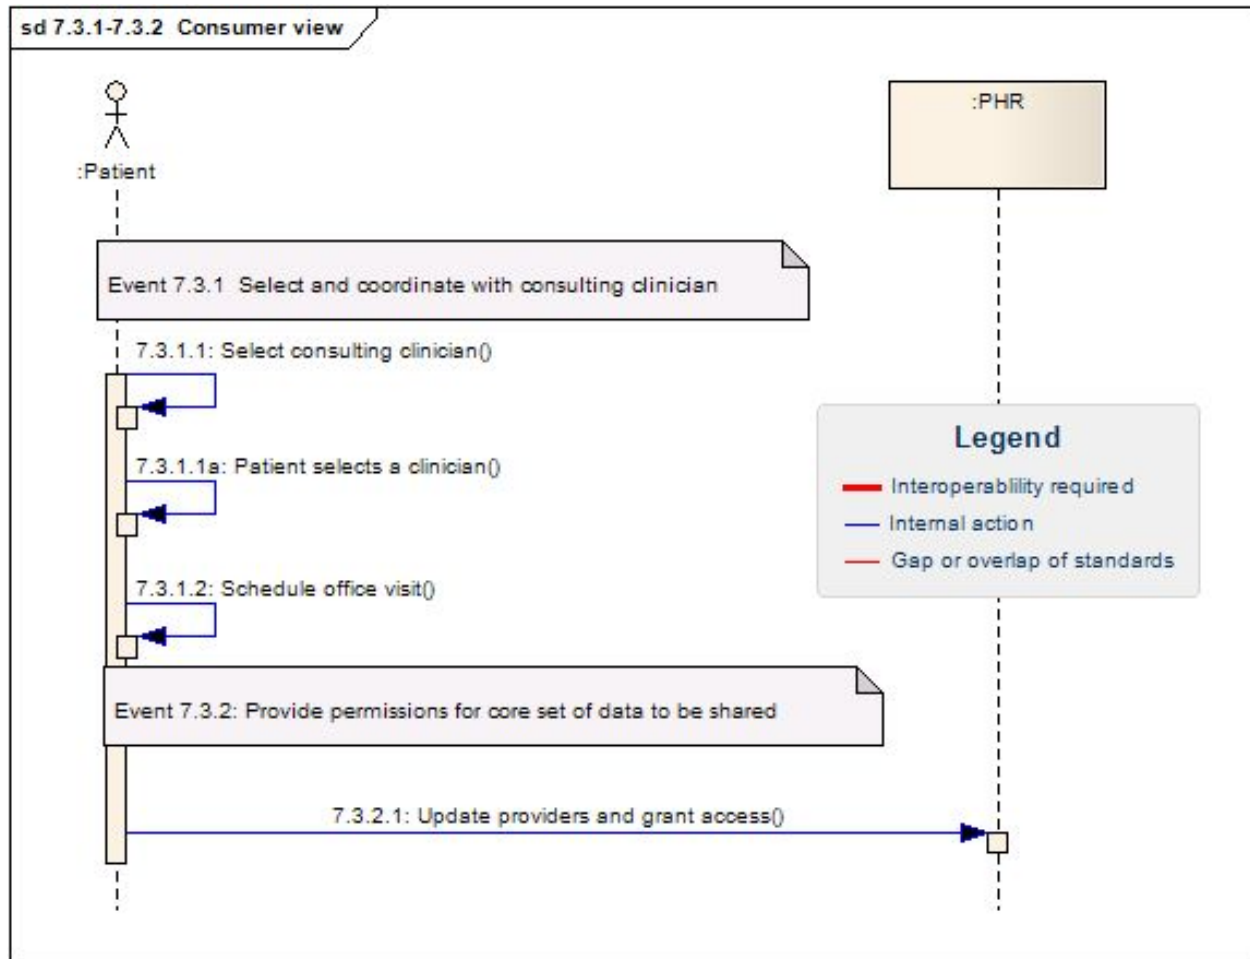 sd 7.3.1-7.3.2 Consumer view
:Patient
:PHR
Event 7.3.1 Select and coordinate with consulting clinician
7.3.1.1: Select consulting clinician()
7.3.1.1a: Patient selects a clinician()
7.3.1.2: Schedule office visit()
Legend
Interoperablility required
Internal action
Gap or overlap of standards
Event 7.3.2: Provide permissions for core set of data to be shared
7.3.2.1: Update providers and grant access()